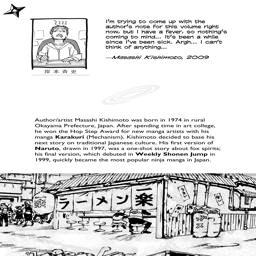 I'm trying to come up with the
author's note for this volume right
now, but I have a fever, so nothing's
coming to mind... It's been a while
since I've been sick. Argh... I can't
think of anything...
—Masashi Kishimoto, 2009
岸本斉史
Author/artist Masashi Kishimoto was born in 1974 in rural
Okayama Prefecture, Japan. After spending time in art college,
he won the Hop Step Award for new manga artists with his
manga Karakuri (Mechanism). Kishimoto decided to base his
next story on traditional Japanese culture. His first version of
Naruto, drawn in 1997, was a one-shot story about fox spirits;
his final version, which debuted in Weekly Shonen Jump in
1999, quickly became the most popular ninja manga in Japan.
ラーメン一楽